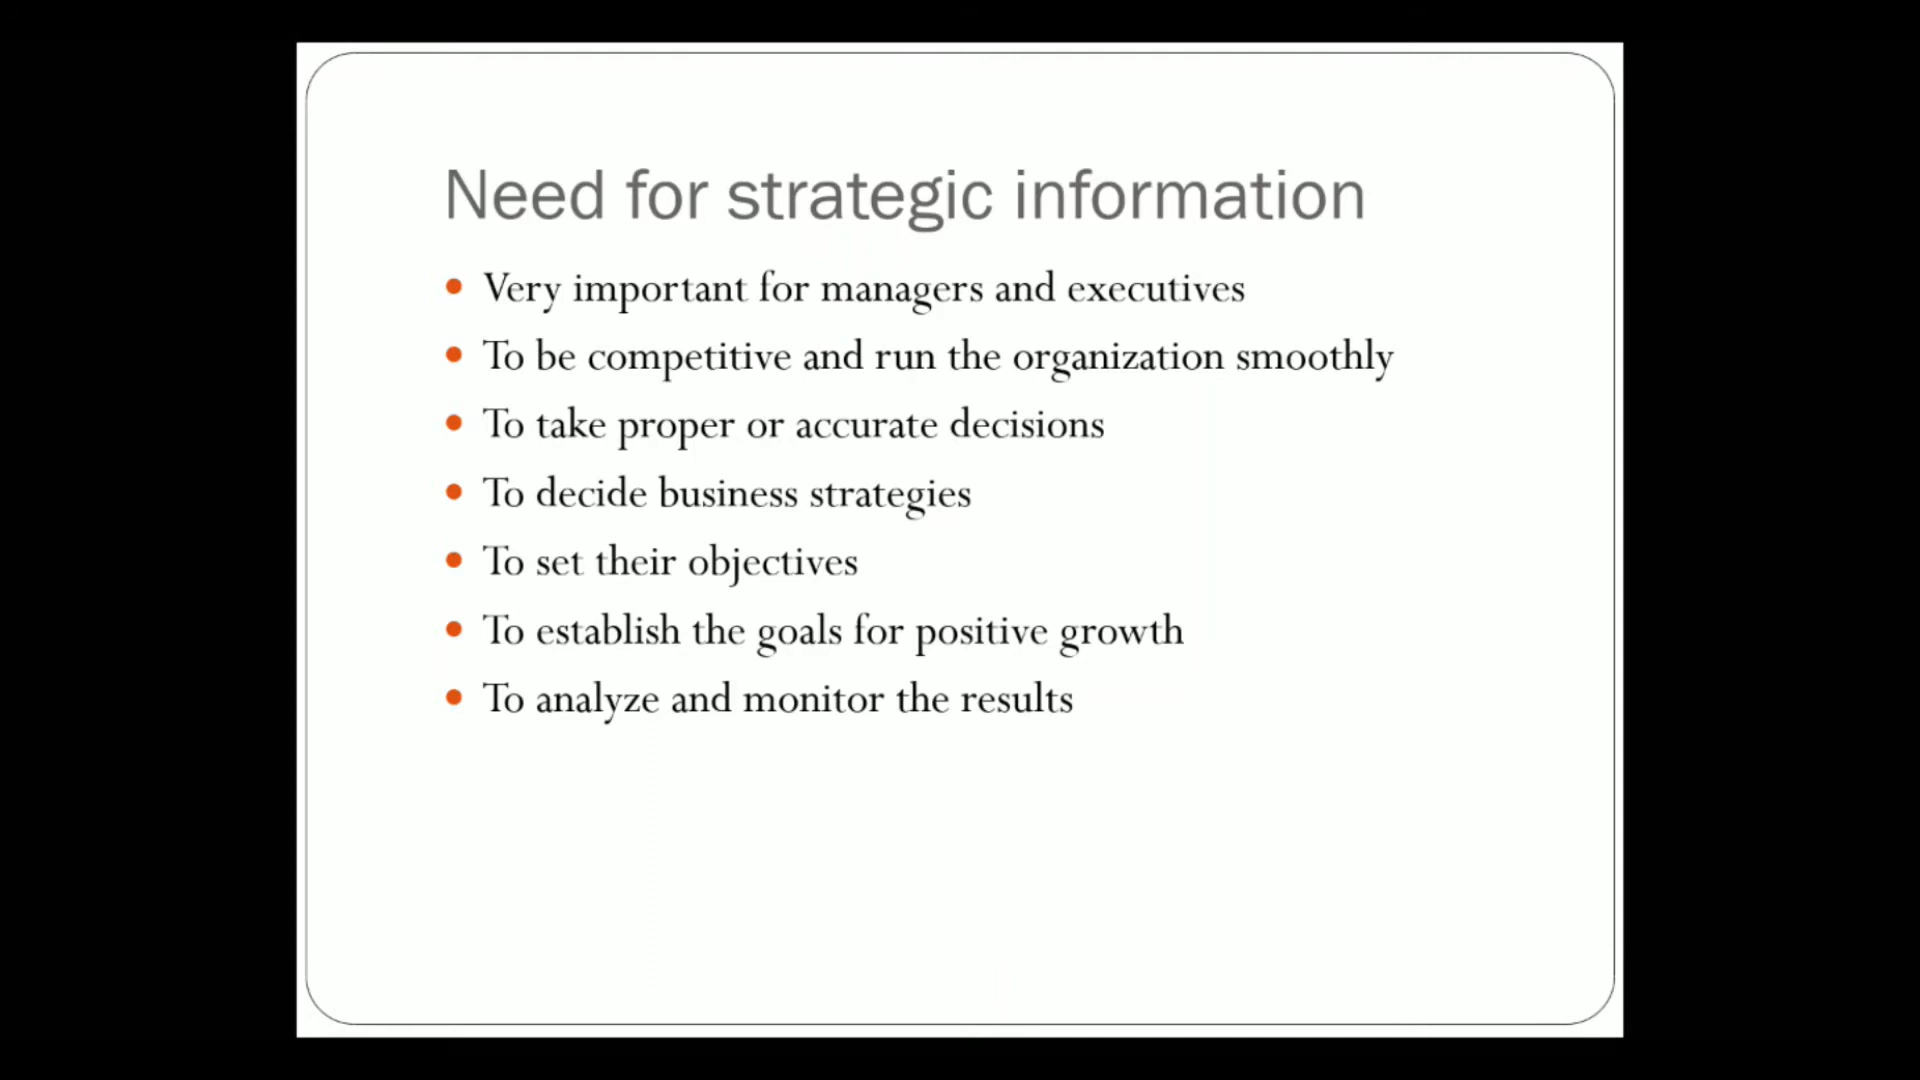 Need for strategic information
• Very important for managers and executives
• To be competitive and run the organization smoothly
• To take proper or accurate decisions
• To decide business strategies
• To set their objectives
• To establish the goals for positive growth
• To analyze and monitor the results